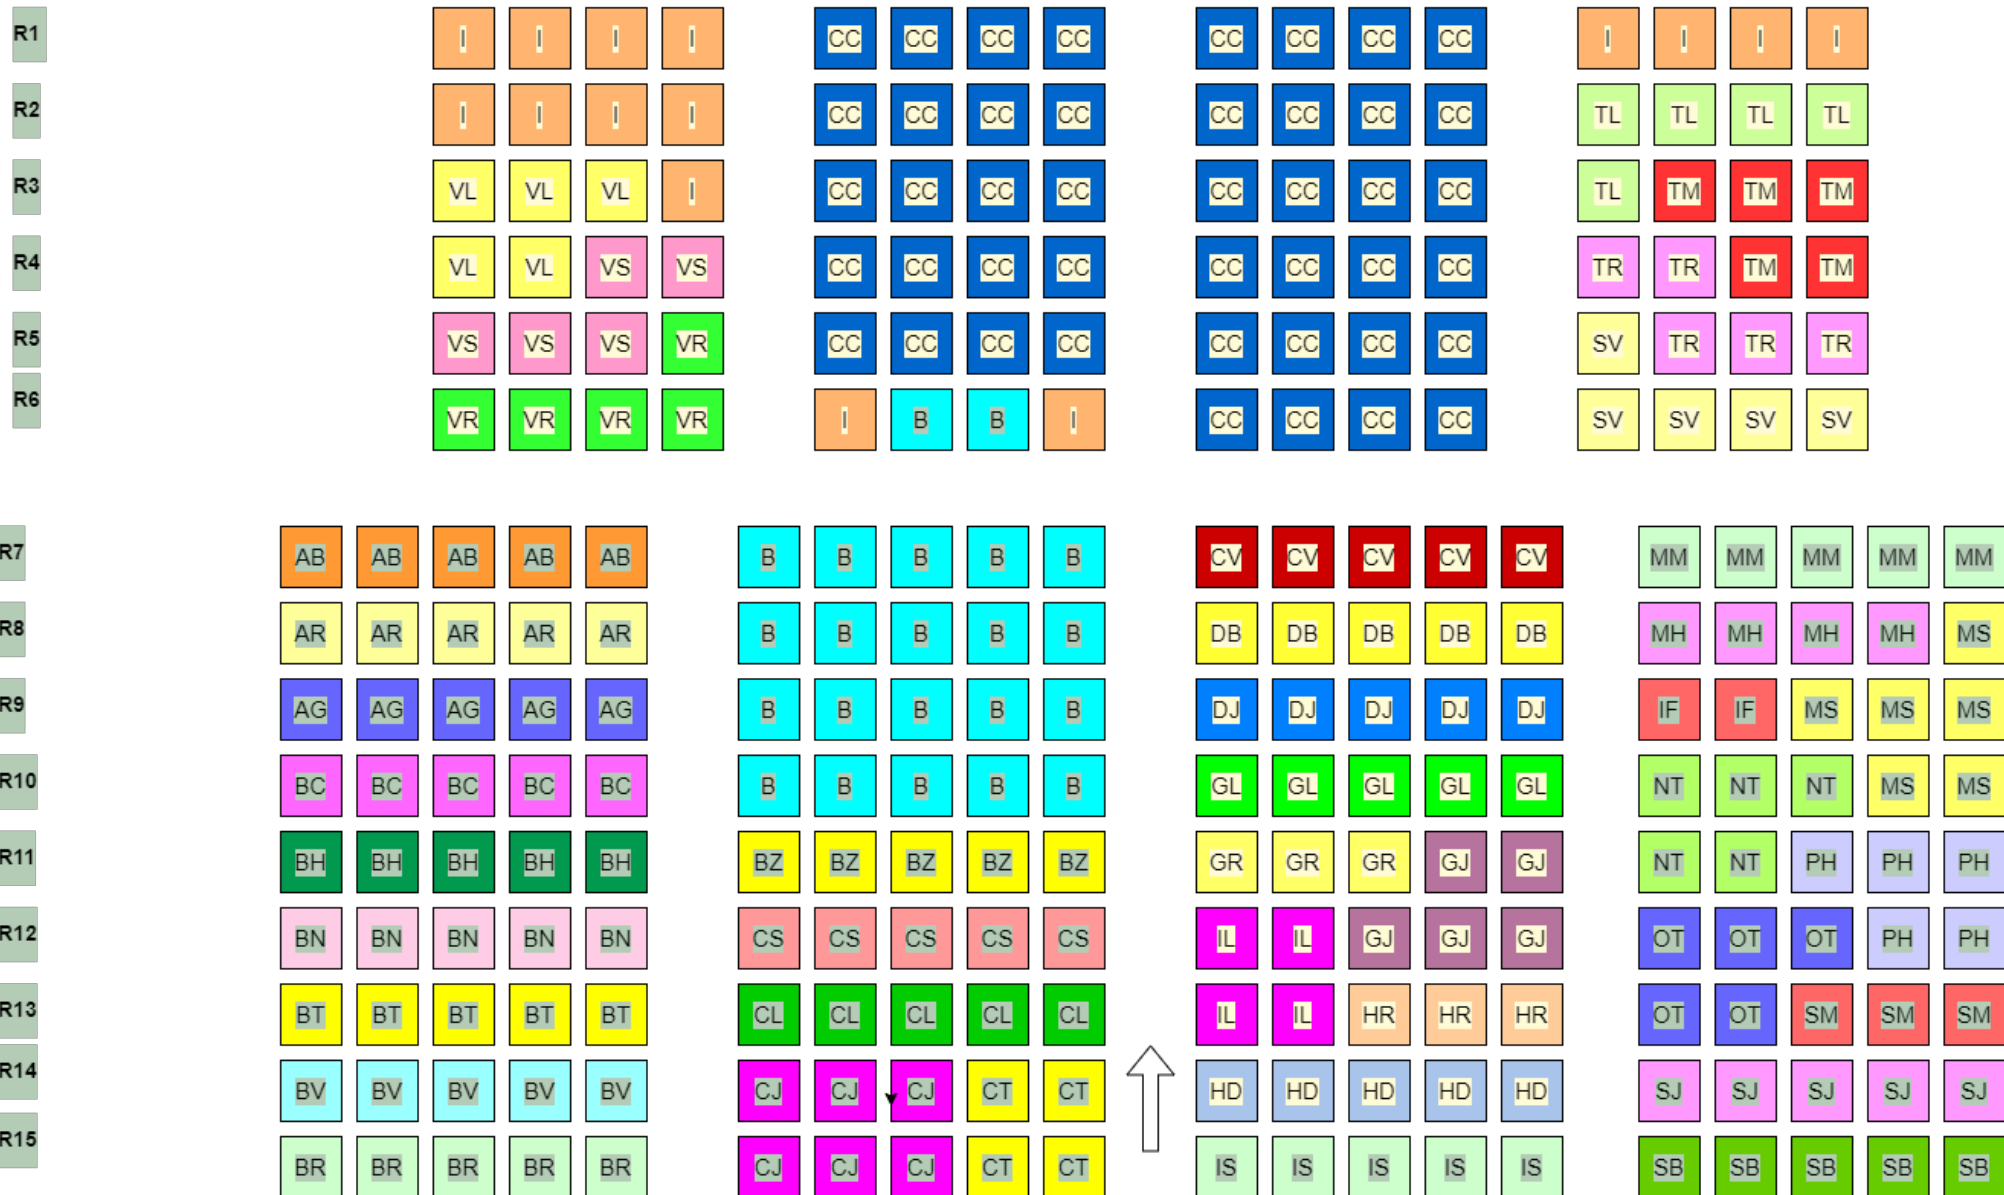 R1 I I I I CC CC CC CC CC CC CC CC I I I I
R2 I I I I CC CC CC CC CC CC CC CC TL TL TL TL
R3 VL VL VL I CC CC CC CC CC CC CC CC TL TM TM TM
R4 VL VL VS VS CC CC CC CC CC CC CC CC TR TR TM TM
R5 VS VS VS VR CC CC CC CC CC CC CC CC SV TR TR TR
R6 VR VR VR VR I B B I CC CC CC CC SV SV SV SV
R7 AB AB AB AB AB B B B B B CV CV CV CV CV MM MM MM MM MM
R8 AR AR AR AR AR B B B B B DB DB DB DB DB MH MH MH MH MS
R9 AG AG AG AG AG B B B B B DJ DJ DJ DJ DJ IF IF MS MS MS
R10 BC BC BC BC BC B B B B B GL GL GL GL GL NT NT NT MS MS
R11 BH BH BH BH BH BZ BZ BZ BZ BZ GR GR GR GJ GJ NT NT PH PH PH
R12 BN BN BN BN BN CS CS CS CS CS IL IL GJ GJ GJ OT OT OT PH PH
R13 BT BT BT BT BT CL CL CL CL CL IL IL HR HR HR OT OT SM SM SM
R14 BV BV BV BV BV CJ CJ CJ CT CT HD HD HD HD HD SJ SJ SJ SJ SJ
R15 BR BR BR BR BR CJ CJ CJ CT CT IS IS IS IS IS SB SB SB SB SB